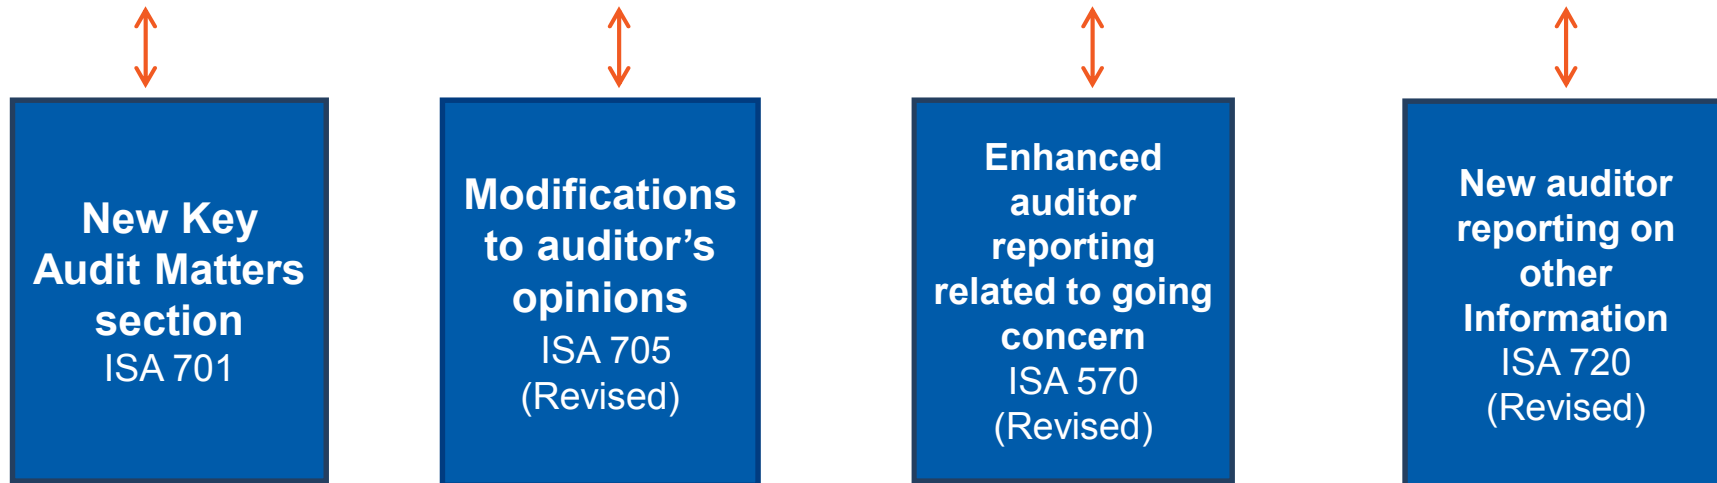 New Key
Audit Matters
section
ISA 701
Modifications
to auditor’s
opinions
ISA 705
(Revised)
Enhanced
auditor
reporting
related to going
concern
ISA 570
(Revised)
New auditor
reporting on
other
Information
ISA 720
(Revised)